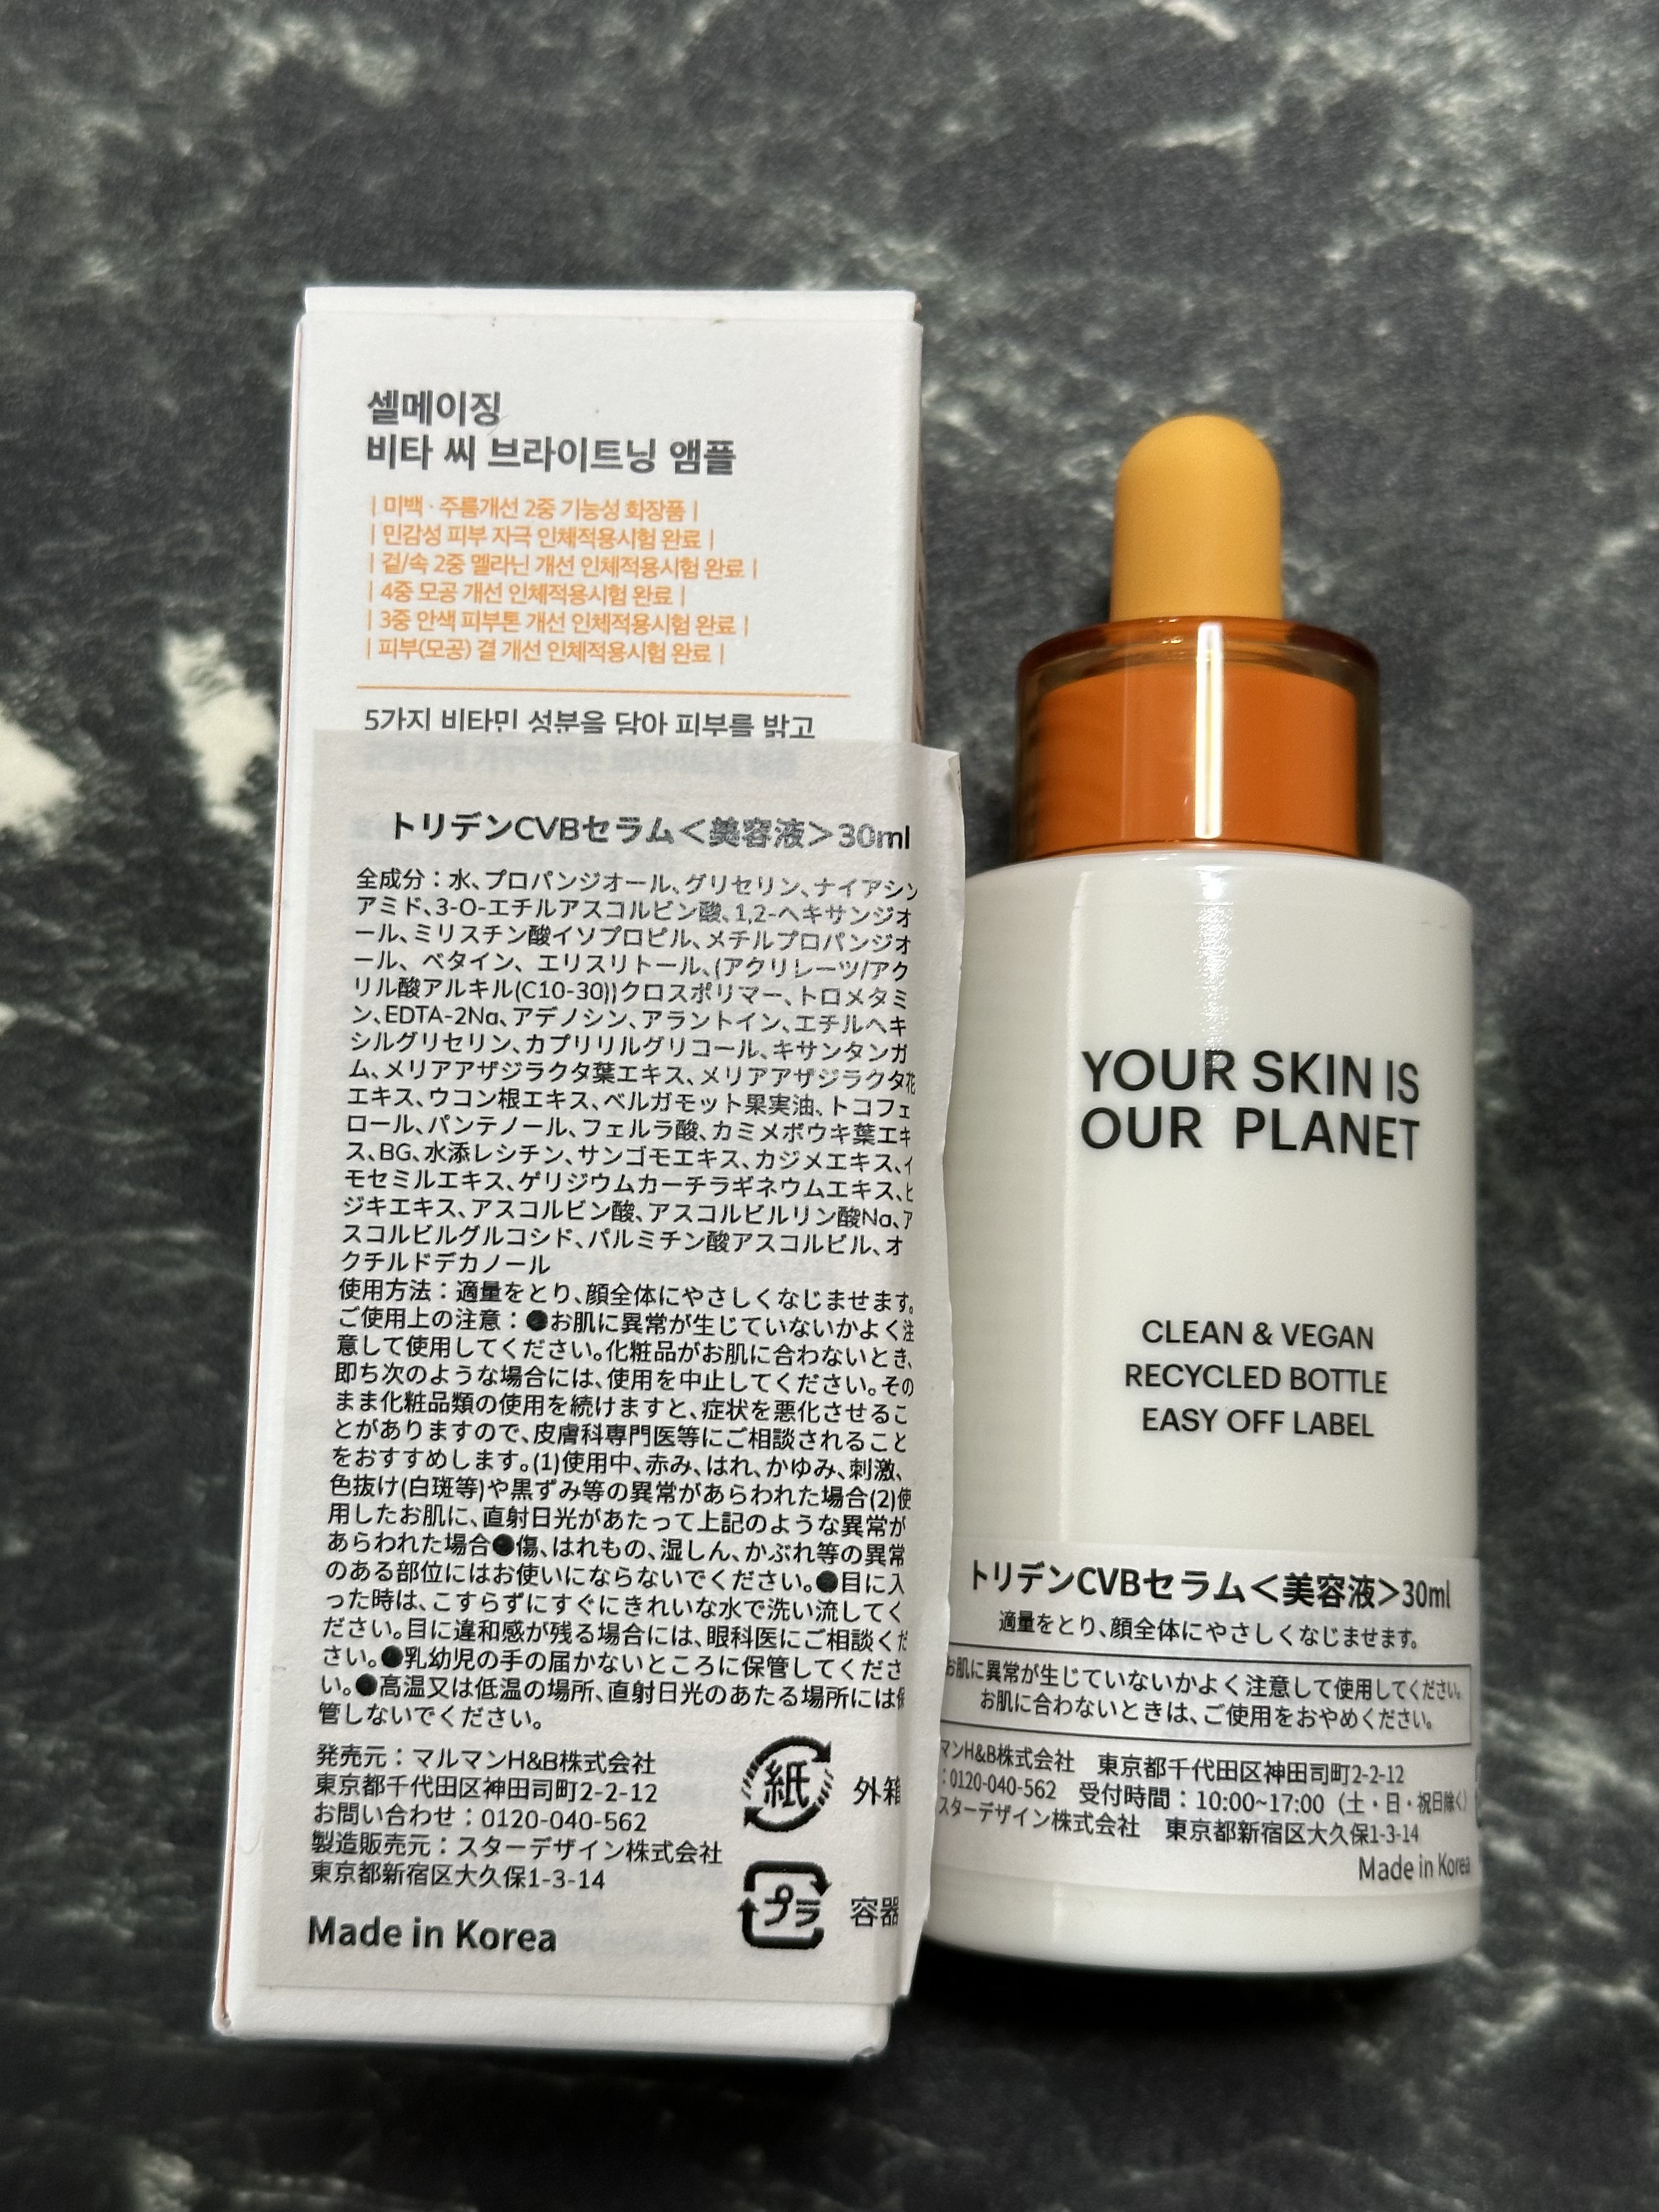 셀메이징
비타 씨 브라이트닝 앰플
| 미백 · 주름개선 2중 기능성 화장품 |
| 민감성 피부 자극 인체적용시험 완료 |
| 겉/속 2중 멜라닌 개선 인체적용시험 완료 |
| 4중 모공 개선 인체적용시험 완료 |
| 3중 안색 피부톤 개선 인체적용시험 완료 |
| 피부(모공) 결 개선 인체적용시험 완료 |
5가지 비타민 성분을 담아 피부를 밝고
トリデンCVBセラム＜美容液＞30ml
全成分：水、プロパンジオール、グリセリン、ナイアシン
アミド、3-O-エチルアスコルビン酸、1,2-ヘキサンジオ
ール、ミリスチン酸イソプロピル、メチルプロパンジオ
ール、ベタイン、エリスリトール、(アクリレーツ/アク
リル酸アルキル(C10-30))クロスポリマー、トロメタミ
ン、EDTA-2Na、アデノシン、アラントイン、エチルヘキ
シルグリセリン、カプリリルグリコール、キサンタンガ
ム、メリアアザジラクタ葉エキス、メリアアザジラクタ花
エキス、ウコン根エキス、ベルガモット果実油、トコフェ
ロール、パンテノール、フェルラ酸、カミメボウキ葉エキ
ス、BG、水添レシチン、サンゴモエキス、カジメエキス、イ
モセミルエキス、ゲリジウムカーチラギネウムエキス、ヒ
ジキエキス、アスコルビン酸、アスコルビルリン酸Na、ア
スコルビルグルコシド、パルミチン酸アスコルビル、オ
クチルドデカノール
使用方法：適量をとり、顔全体にやさしくなじませます。
ご使用上の注意：●お肌に異常が生じていないかよく注
意して使用してください。化粧品がお肌に合わないとき、
即ち次のような場合には、使用を中止してください。その
まま化粧品類の使用を続けますと、症状を悪化させるこ
とがありますので、皮膚科専門医等にご相談されること
をおすすめします。(1)使用中、赤み、はれ、かゆみ、刺激、
色抜け(白斑等)や黒ずみ等の異常があらわれた場合(2)使
用したお肌に、直射日光があたって上記のような異常が
あらわれた場合●傷、はれもの、湿しん、かぶれ等の異常
のある部位にはお使いにならないでください。●目に入
った時は、こすらずにすぐにきれいな水で洗い流してく
ださい。目に違和感が残る場合には、眼科医にご相談くだ
さい。●乳幼児の手の届かないところに保管してくださ
い。●高温又は低温の場所、直射日光のあたる場所には保
管しないでください。
発売元：マルマンH&B株式会社
東京都千代田区神田司町2-2-12
お問い合わせ：0120-040-562
製造販売元：スターデザイン株式会社
東京都新宿区大久保1-3-14
Made in Korea
紙 外箱
プラ 容器
YOUR SKIN IS
OUR PLANET
CLEAN & VEGAN
RECYCLED BOTTLE
EASY OFF LABEL
トリデンCVBセラム＜美容液＞30ml
適量をとり、顔全体にやさしくなじませます。
お肌に異常が生じていないかよく注意して使用してください。
お肌に合わないときは、ご使用をおやめください。
マンH&B株式会社 東京都千代田区神田司町2-2-12
：0120-040-562 受付時間：10:00~17:00（土・日・祝日除く）
スターデザイン株式会社 東京都新宿区大久保1-3-14
Made in Korea